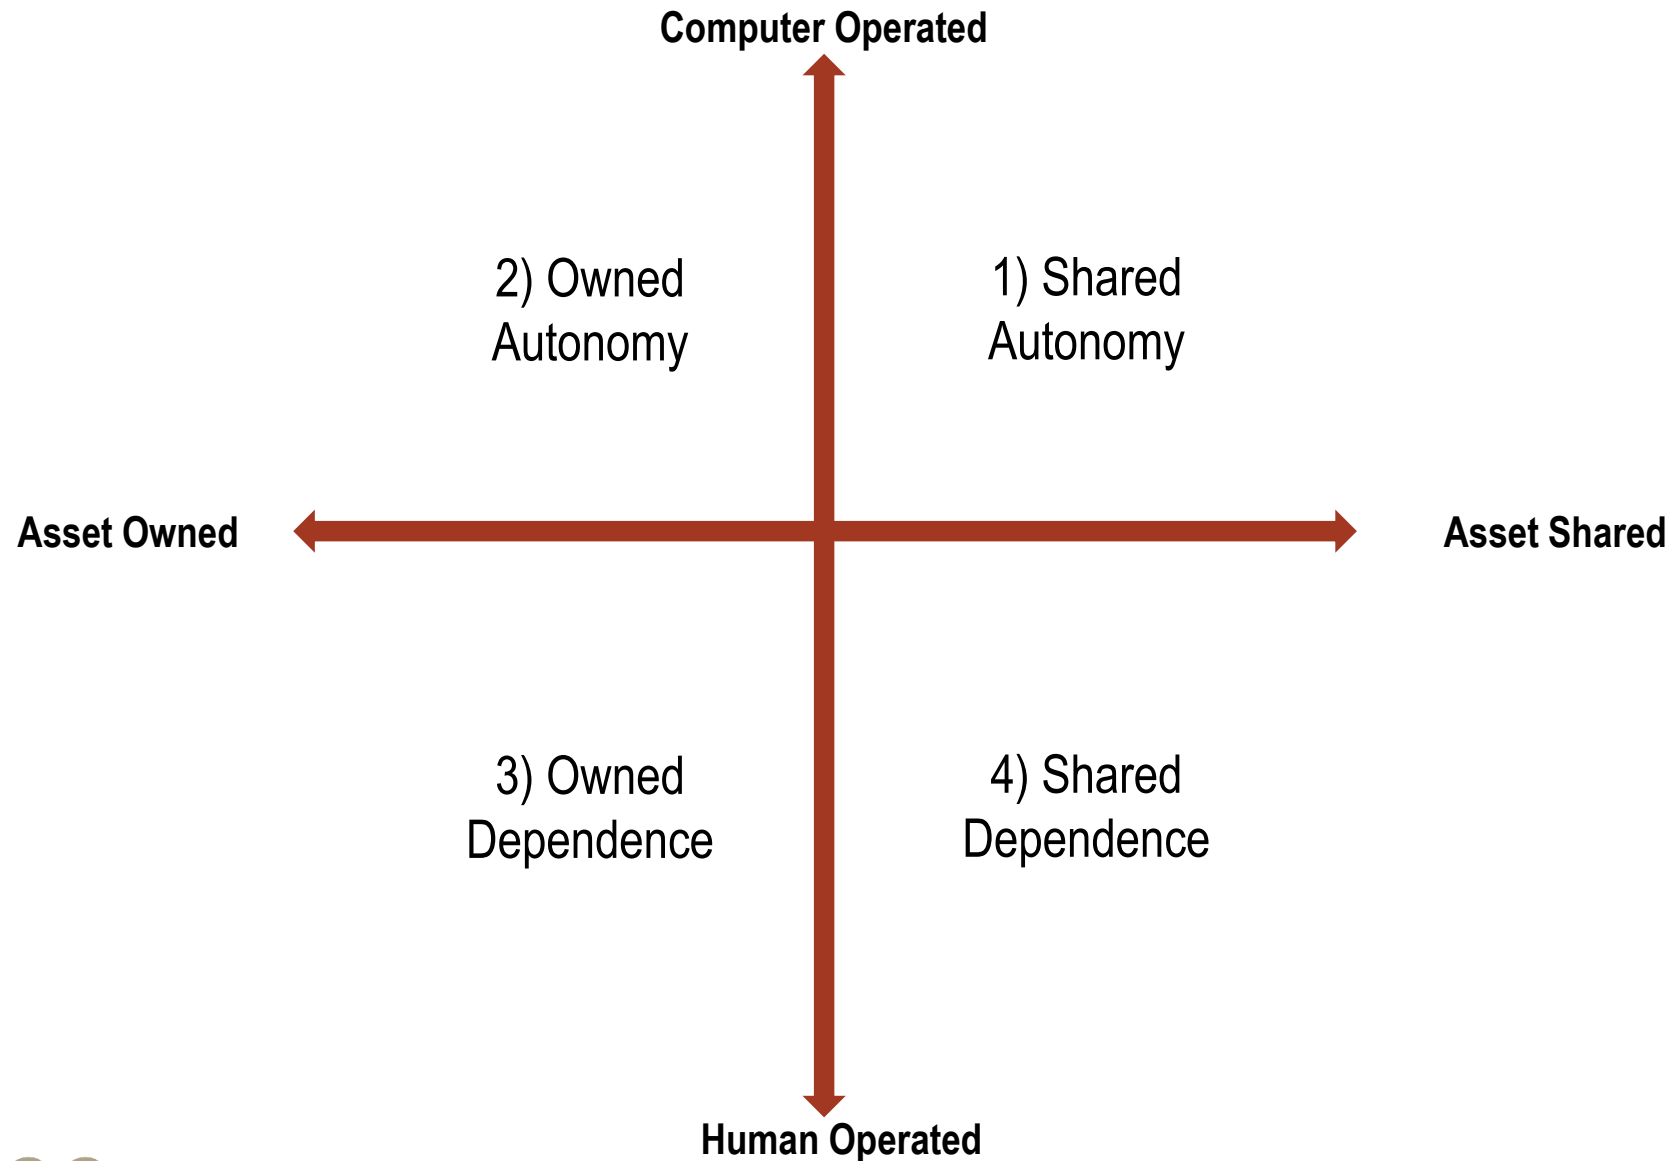 Computer Operated
2) Owned
Autonomy
1) Shared
Autonomy
Asset Owned
Asset Shared
3) Owned
Dependence
4) Shared
Dependence
Human Operated